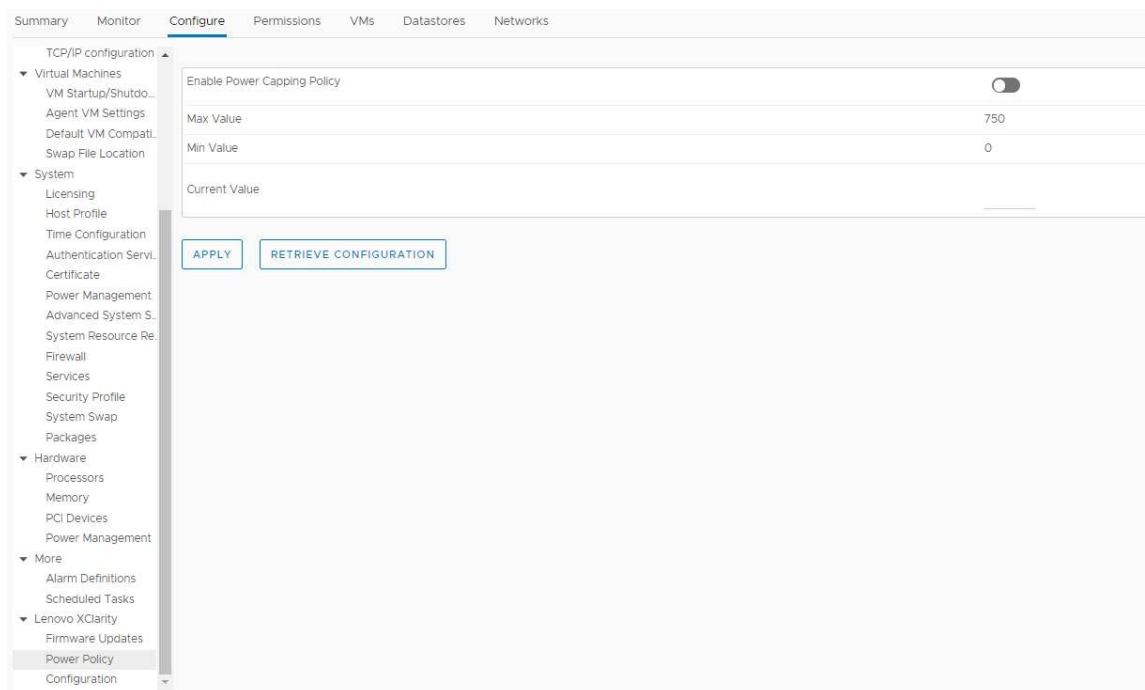 Summary Monitor Configure Permissions VMs Datastores Networks
TCP/IP configuration
Virtual Machines
VM Startup/Shutdo...
Agent VM Settings
Default VM Compati..
Swap File Location
System
Licensing
Host Profile
Time Configuration
Authentication Servi..
Certificate
Power Management
Advanced System S..
System Resource Re.
Firewall
Services
Security Profile
System Swap
Packages
Hardware
Processors
Memory
PCI Devices
Power Management
More
Alarm Definitions
Scheduled Tasks
Lenovo XClarity
Firmware Updates
Power Policy
Configuration
Enable Power Capping Policy
Max Value 750
Min Value 0
Current Value
APPLY RETRIEVE CONFIGURATION